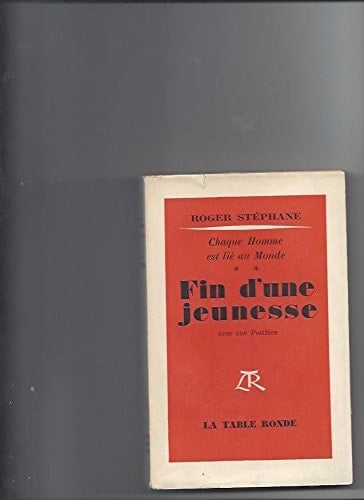 ROGER STÉPHANE
Chaque Homme
est lié au Monde
* *
Fin d'une
jeunesse
avec une Postface
TR
LA TABLE RONDE